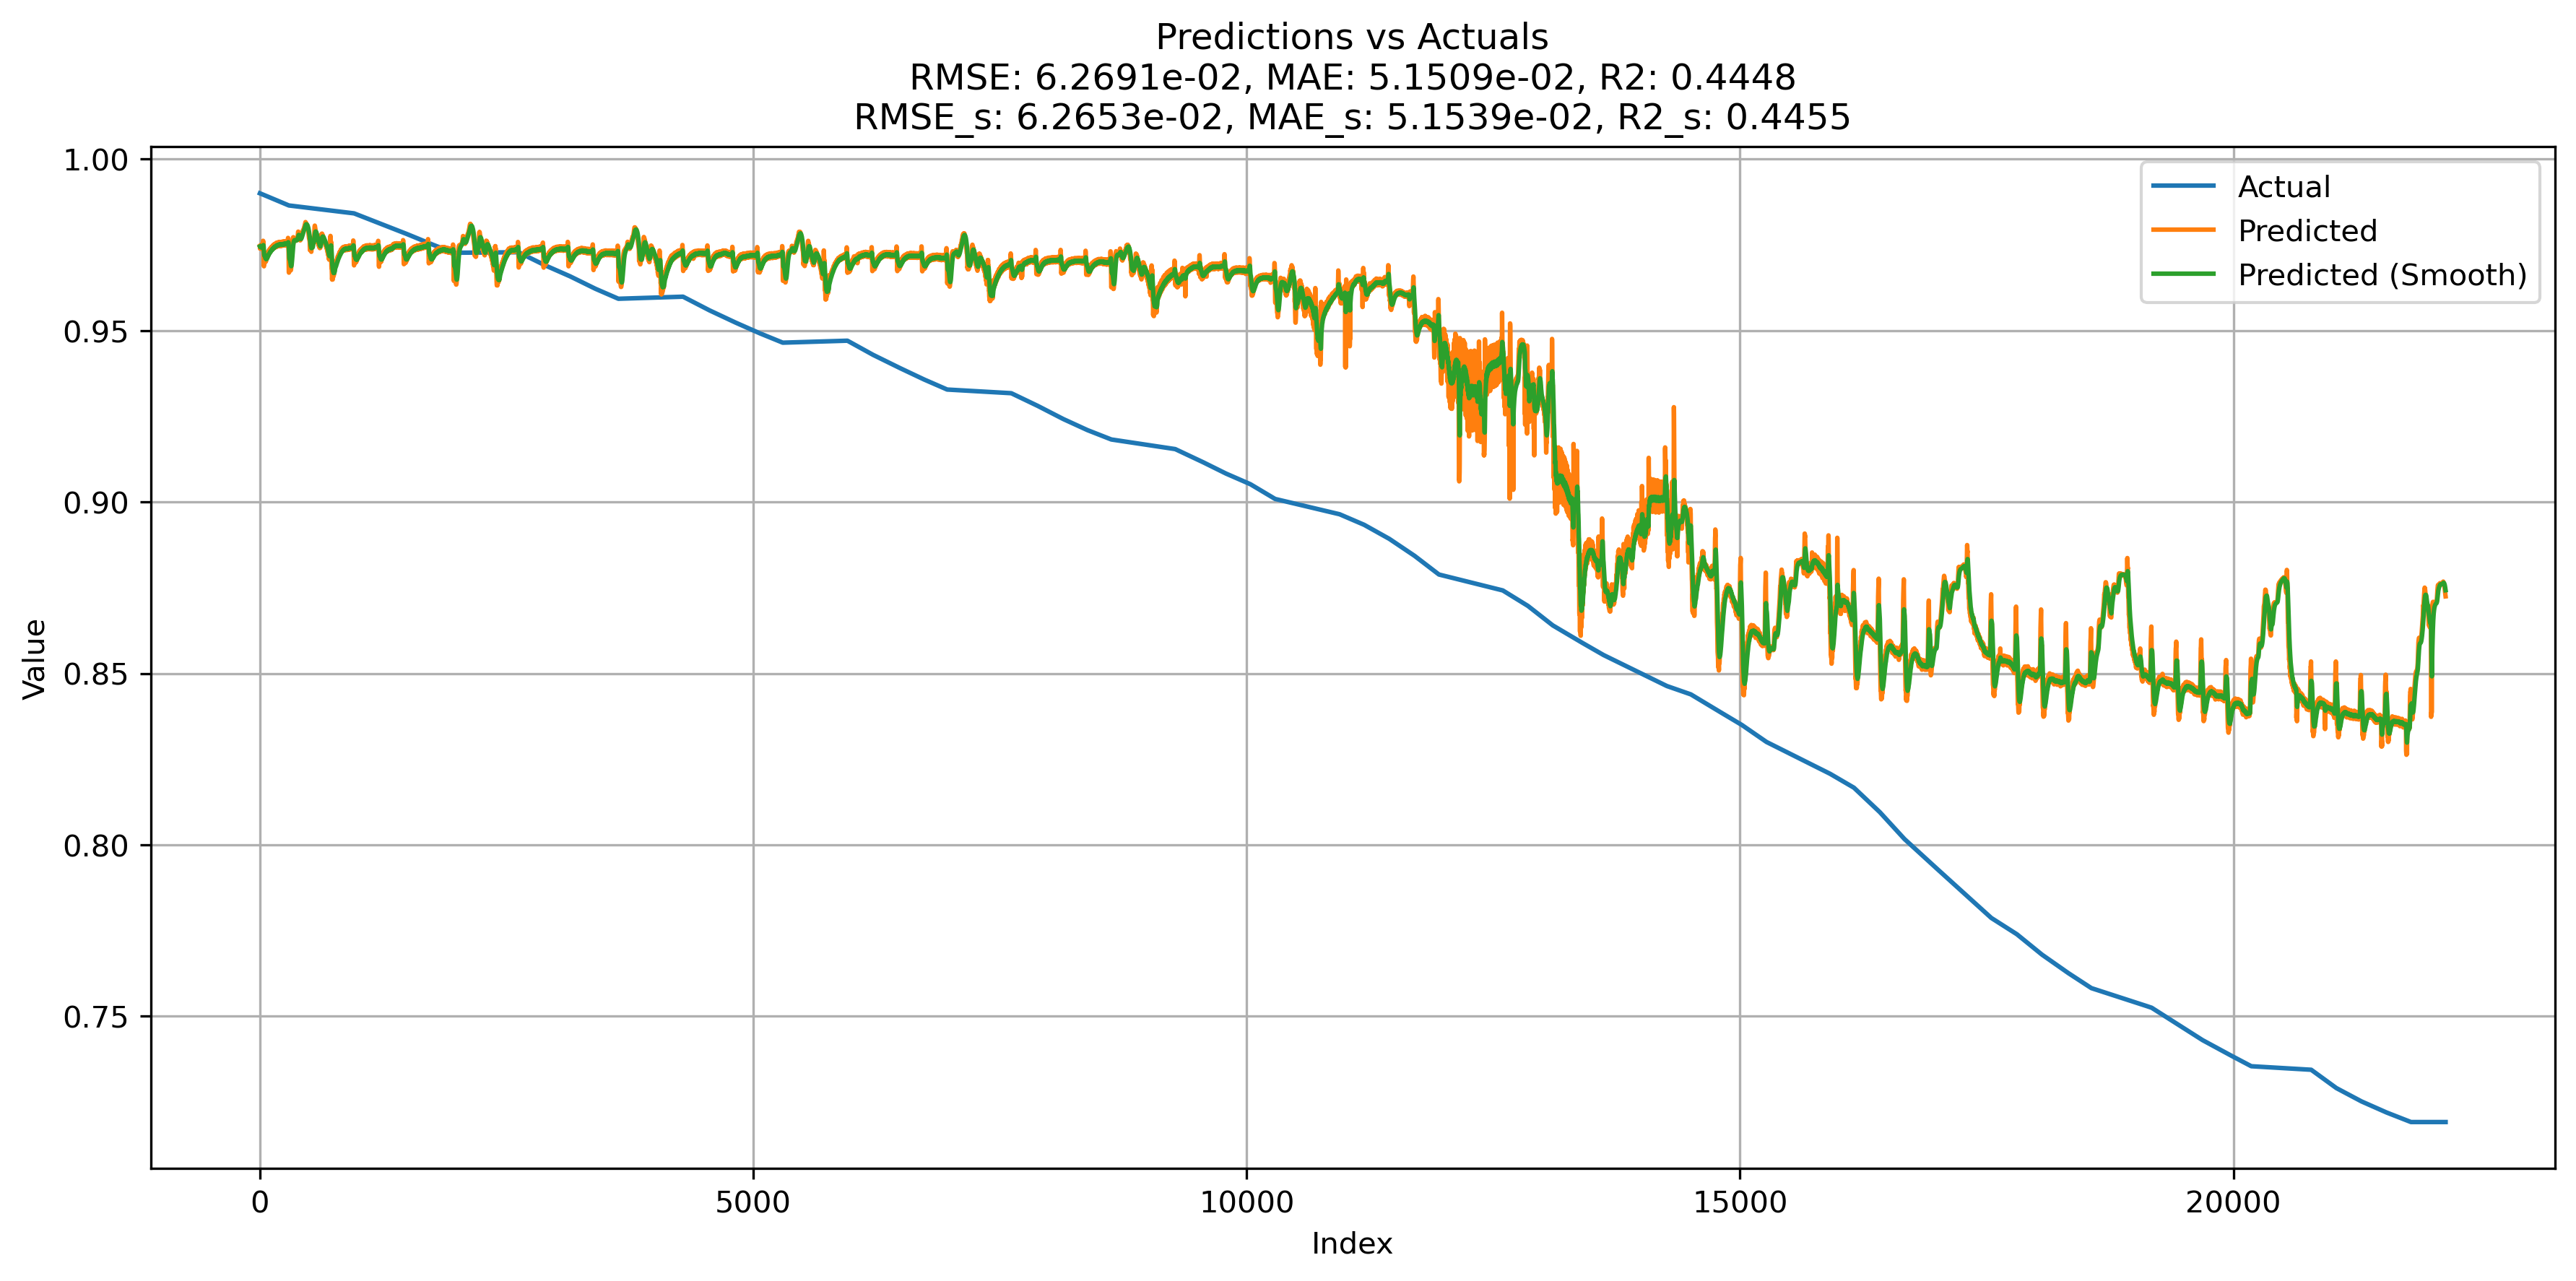 Predictions vs Actuals
RMSE: 6.2691e-02, MAE: 5.1509e-02, R2: 0.4448
RMSE_s: 6.2653e-02, MAE_s: 5.1539e-02, R2_s: 0.4455
1.00
0.95
0.90
0.85
0.80
0.75
Value
Actual
Predicted
Predicted (Smooth)
0 5000 10000 15000 20000
Index